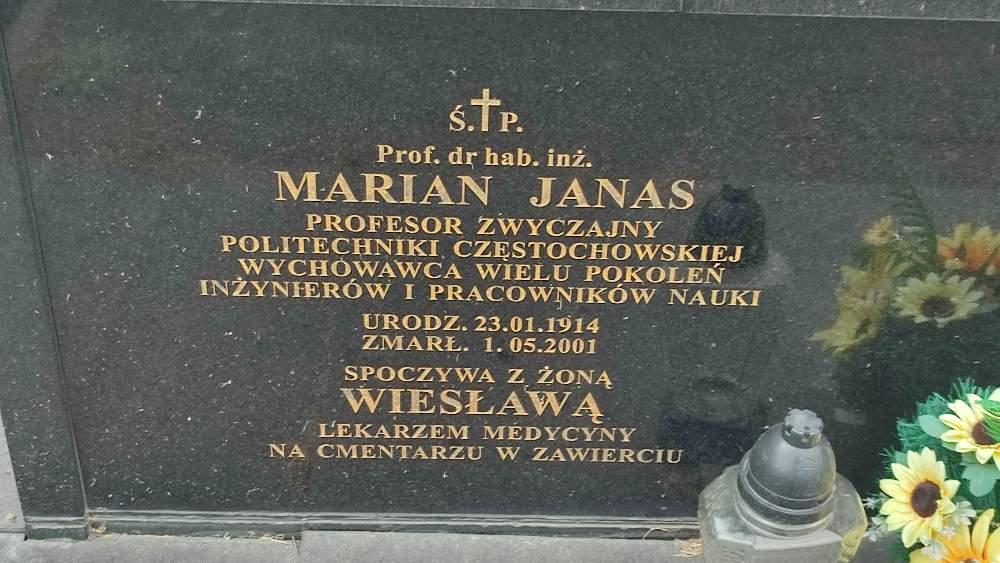 Ś.✝P.
Prof. dr hab. inż.
MARIAN JANAS
PROFESOR ZWYCZAJNY
POLITECHNIKI CZĘSTOCHOWSKIEJ
WYCHOWAWCA WIELU POKOLEŃ
INŻYNIERÓW I PRACOWNIKÓW NAUKI
URODZ. 23.01.1914
ZMARŁ. 1.05.2001
SPOCZYWA Z ŻONĄ
WIESŁAWĄ
LEKARZEM MEDYCYNY
NA CMENTARZU W ZAWIERCIU